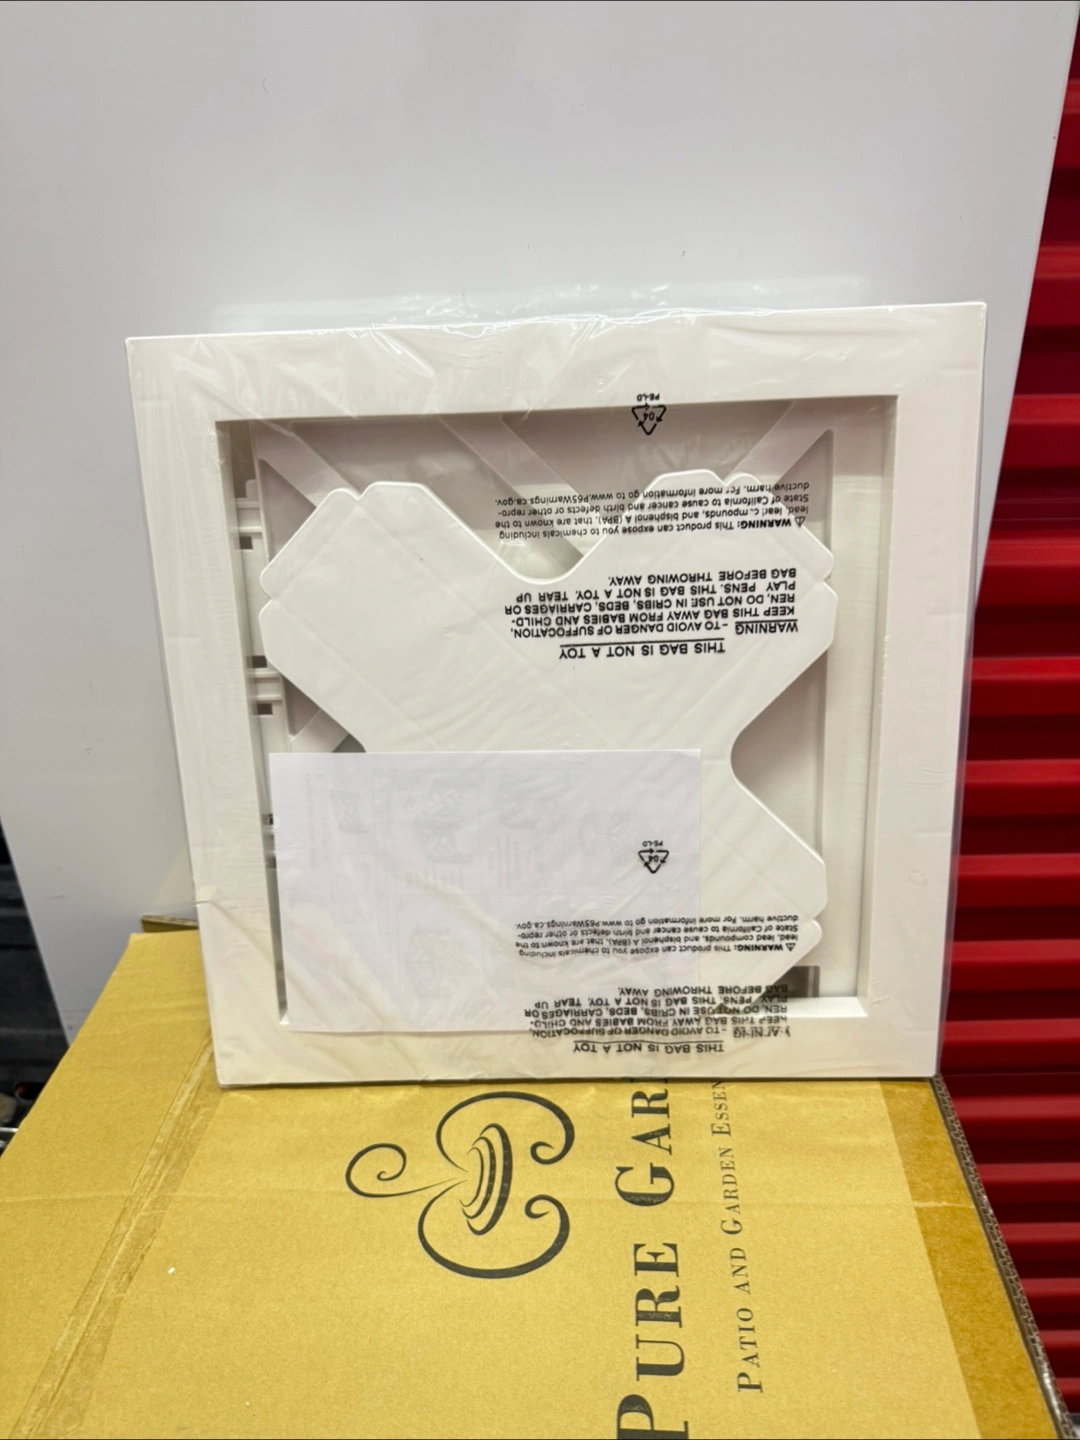 THIS BAG IS NOT A TOY
WARNING - TO AVOID DANGER OF SUFFOCATION,
KEEP THIS BAG AWAY FROM BABIES AND CHILD-
REN, DO NOT USE IN CRIBS, BEDS, CARRIAGES OR
PLAY PENS. THIS BAG IS NOT A TOY. TEAR UP
BAG BEFORE THROWING AWAY.
⚠ WARNING: This product can expose you to chemicals including
lead, lead compounds, and bisphenol A (BPA), that are known to the
State of California to cause cancer and birth defects or other repro-
ductive harm. For more information go to www.P65Warnings.ca.gov.
04
PE-LD
THIS BAG IS NOT A TOY
WARNING - TO AVOID DANGER OF SUFFOCATION,
KEEP THIS BAG AWAY FROM BABIES AND CHILD-
REN, DO NOT USE IN CRIBS, BEDS, CARRIAGES OR
PLAY PENS. THIS BAG IS NOT A TOY. TEAR UP
BAG BEFORE THROWING AWAY.
⚠ WARNING: This product can expose you to chemicals including
lead, lead compounds, and bisphenol A (BPA), that are known to the
State of California to cause cancer and birth defects or other repro-
ductive harm. For more information go to www.P65Warnings.ca.gov.
04
PE-LD
PURE GAR
PATIO AND GARDEN ESSEN